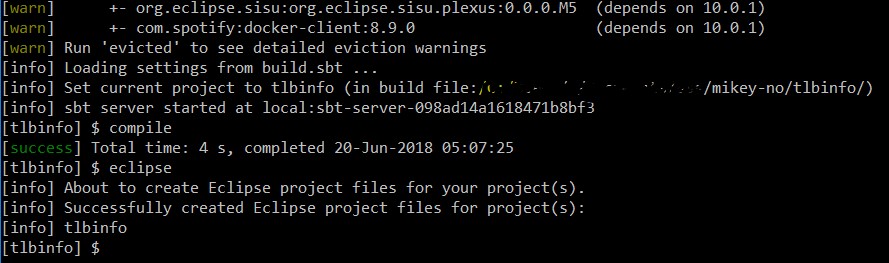 [warn]      +- org.eclipse.sisu:org.eclipse.sisu.plexus:0.0.0.M5  (depends on 10.0.1)
[warn]      +- com.spotify:docker-client:8.9.0                    (depends on 10.0.1)
[warn] Run 'evicted' to see detailed eviction warnings
[info] Loading settings from build.sbt ...
[info] Set current project to tlbinfo (in build file:/mikey-no/tlbinfo/)
[info] sbt server started at local:sbt-server-098ad14a1618471b8bf3
[tlbinfo] $ compile
[success] Total time: 4 s, completed 20-Jun-2018 05:07:25
[tlbinfo] $ eclipse
[info] About to create Eclipse project files for your project(s).
[info] Successfully created Eclipse project files for project(s):
[info] tlbinfo
[tlbinfo] $